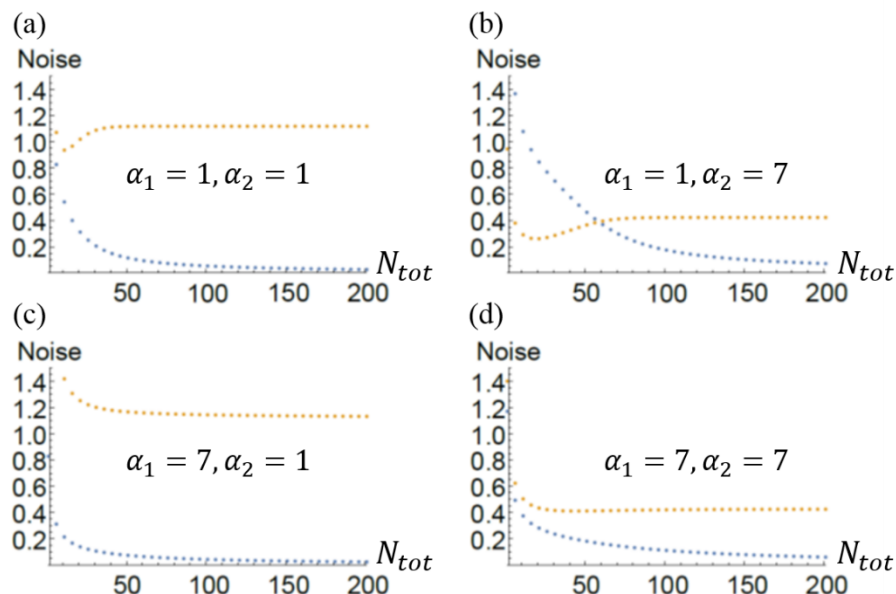 (a)
Noise
1.4
1.2
1.0
0.8
0.6
0.4
0.2
α₁ = 1, α₂ = 1
N_tot
50 100 150 200
(b)
Noise
1.4
1.2
1.0
0.8
0.6
0.4
0.2
α₁ = 1, α₂ = 7
N_tot
50 100 150 200
(c)
Noise
1.4
1.2
1.0
0.8
0.6
0.4
0.2
α₁ = 7, α₂ = 1
N_tot
50 100 150 200
(d)
Noise
1.4
1.2
1.0
0.8
0.6
0.4
0.2
α₁ = 7, α₂ = 7
N_tot
50 100 150 200